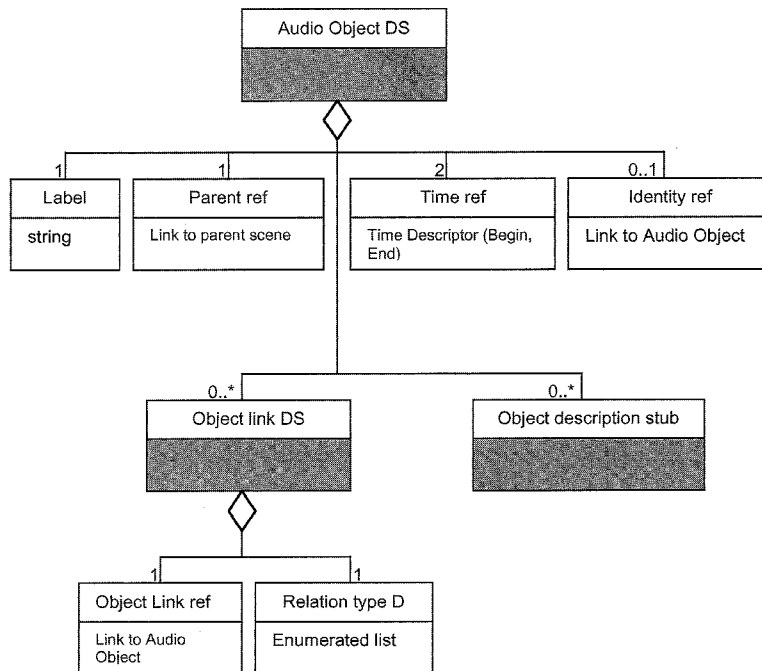 Audio Object DS
1 1 2 0..1
Label Parent ref Time ref Identity ref
string Link to parent scene Time Descriptor (Begin, End) Link to Audio Object
0..* 0..*
Object link DS Object description stub
1 1
Object Link ref Relation type D
Link to Audio Object Enumerated list